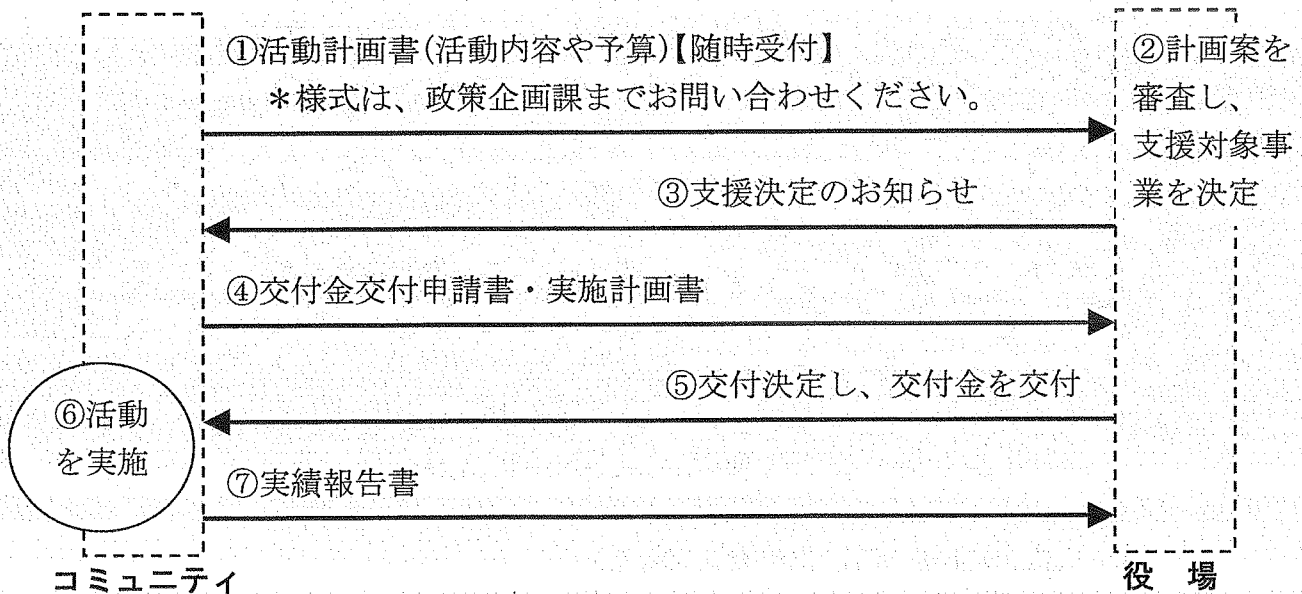 ①活動計画書(活動内容や予算)【随時受付】
＊様式は、政策企画課までお問い合わせください。
②計画案を
審査し、
支援対象事
業を決定
③支援決定のお知らせ
④交付金交付申請書・実施計画書
⑤交付決定し、交付金を交付
⑥活動
を実施
⑦実績報告書
コミュニティ
役　場